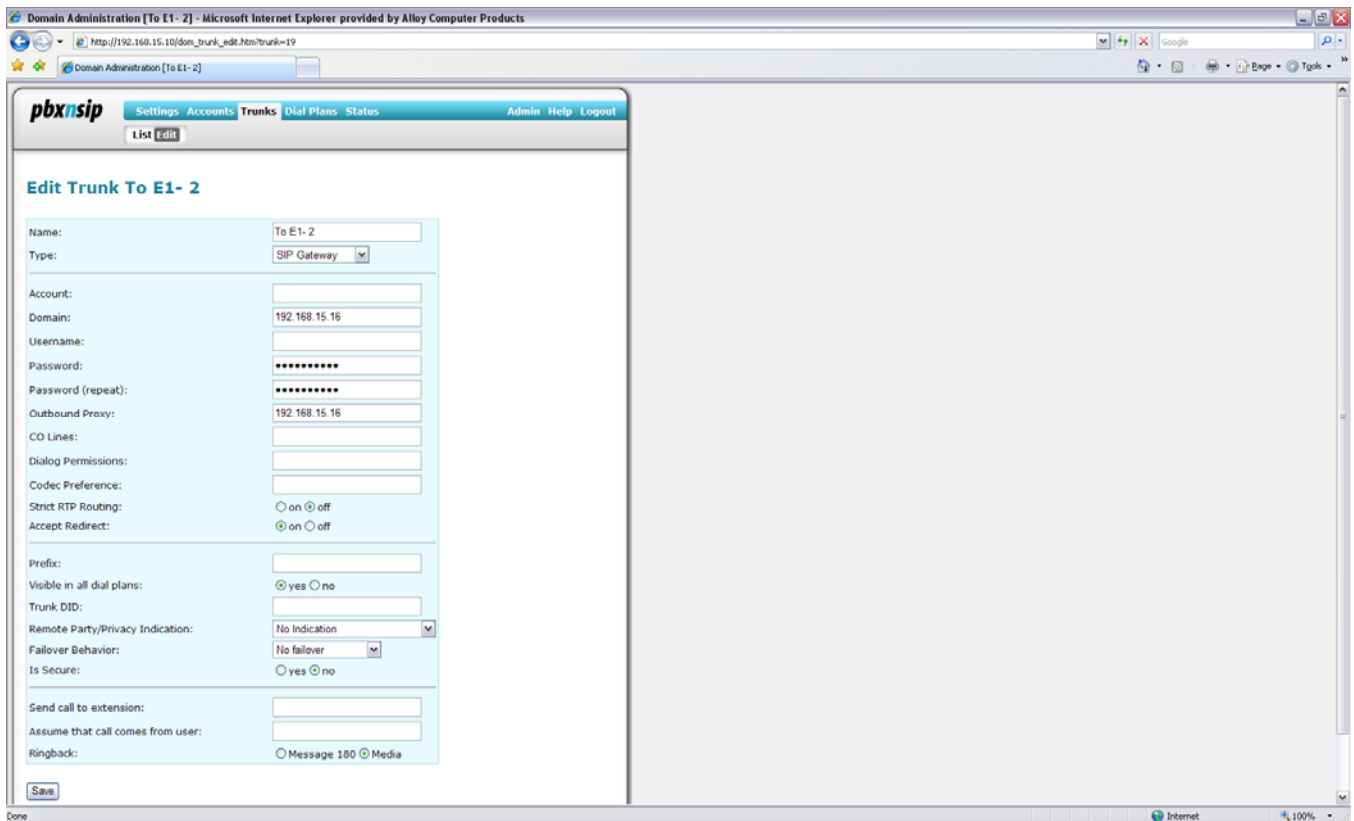 Domain Administration [To E1- 2] - Microsoft Internet Explorer provided by Alloy Computer Products
http://192.168.15.10/dom_trunk_edit.htm?trunk=19
Google
Domain Administration [To E1- 2]
Page Tools
pbxnsip Settings Accounts Trunks Dial Plans Status Admin Help Logout
List Edit
Edit Trunk To E1- 2
Name: To E1- 2
Type: SIP Gateway
Account:
Domain: 192.168.15.16
Username:
Password: ••••••••••
Password (repeat): ••••••••••
Outbound Proxy: 192.168.15.16
CO Lines:
Dialog Permissions:
Codec Preference:
Strict RTP Routing: on off
Accept Redirect: on off
Prefix:
Visible in all dial plans: yes no
Trunk DID:
Remote Party/Privacy Indication: No Indication
Failover Behavior: No failover
Is Secure: yes no
Send call to extension:
Assume that call comes from user:
Ringback: Message 180 Media
Save
Done Internet 100%